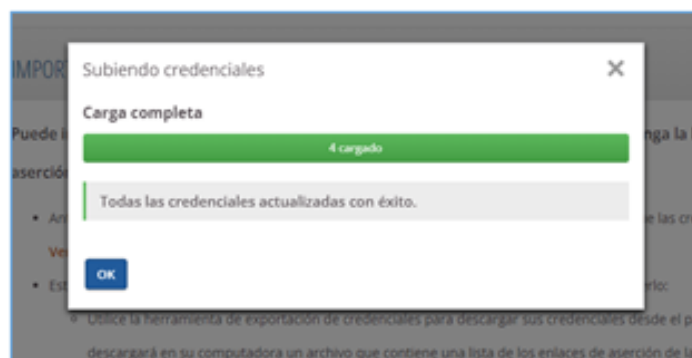 IMPOR
Subiendo credenciales
Carga completa
Puede i
nga la
4 cargado
aserción
Todas las credenciales actualizadas con éxito.
An
e las cr
Ve
OK
Est
erlo:
Utilice la herramienta de exportación de credenciales para descargar sus credenciales desde el p
descargará en su computadora un archivo que contiene una lista de los enlaces de aserción de l